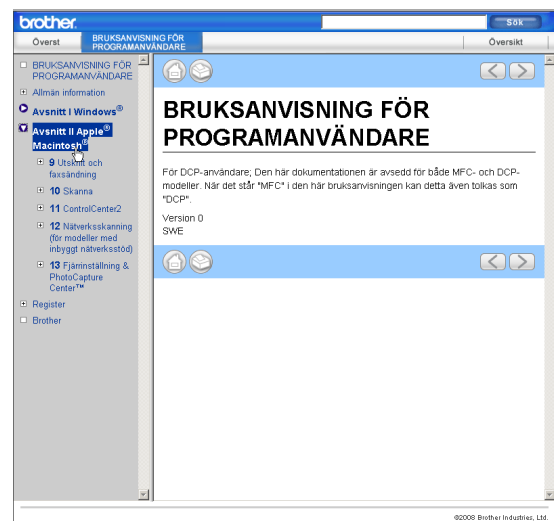 brother.
Sök
Överst
BRUKSANVISNING FÖR
PROGRAMANVÄNDARE
Översikt
BRUKSANVISNING FÖR
PROGRAMANVÄNDARE
Allmän information
Avsnitt I Windows®
Avsnitt II Apple®
Macintosh®
9 Utskrift och
faxsändning
10 Skanna
11 ControlCenter2
12 Nätverksskanning
(för modeller med
inbyggt nätverksstöd)
13 Fjärrinställning &
PhotoCapture
Center™
Register
Brother
BRUKSANVISNING FÖR
PROGRAMANVÄNDARE
För DCP-användare; Den här dokumentationen är avsedd för både MFC- och DCP-
modeller. När det står "MFC" i den här bruksanvisningen kan detta även tolkas som
"DCP".
Version 0
SWE
©2008 Brother Industries, Ltd.